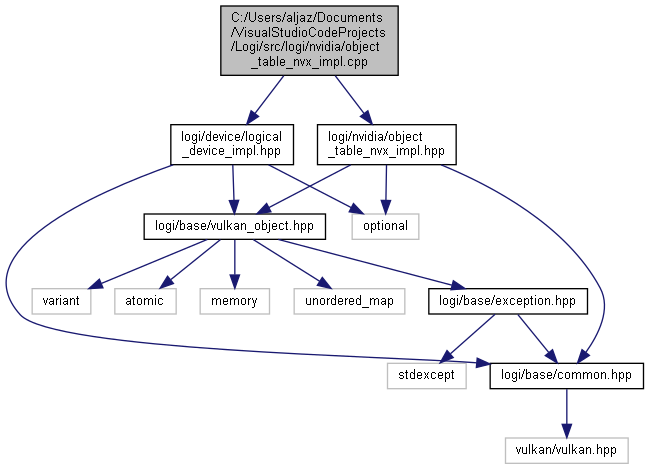 C:/Users/aljaz/Documents
/VisualStudioCodeProjects
/Logi/src/logi/nvidia/object
_table_nvx_impl.cpp
logi/device/logical
_device_impl.hpp
logi/nvidia/object
_table_nvx_impl.hpp
logi/base/vulkan_object.hpp
optional
variant
atomic
memory
unordered_map
logi/base/exception.hpp
stdexcept
logi/base/common.hpp
vulkan/vulkan.hpp